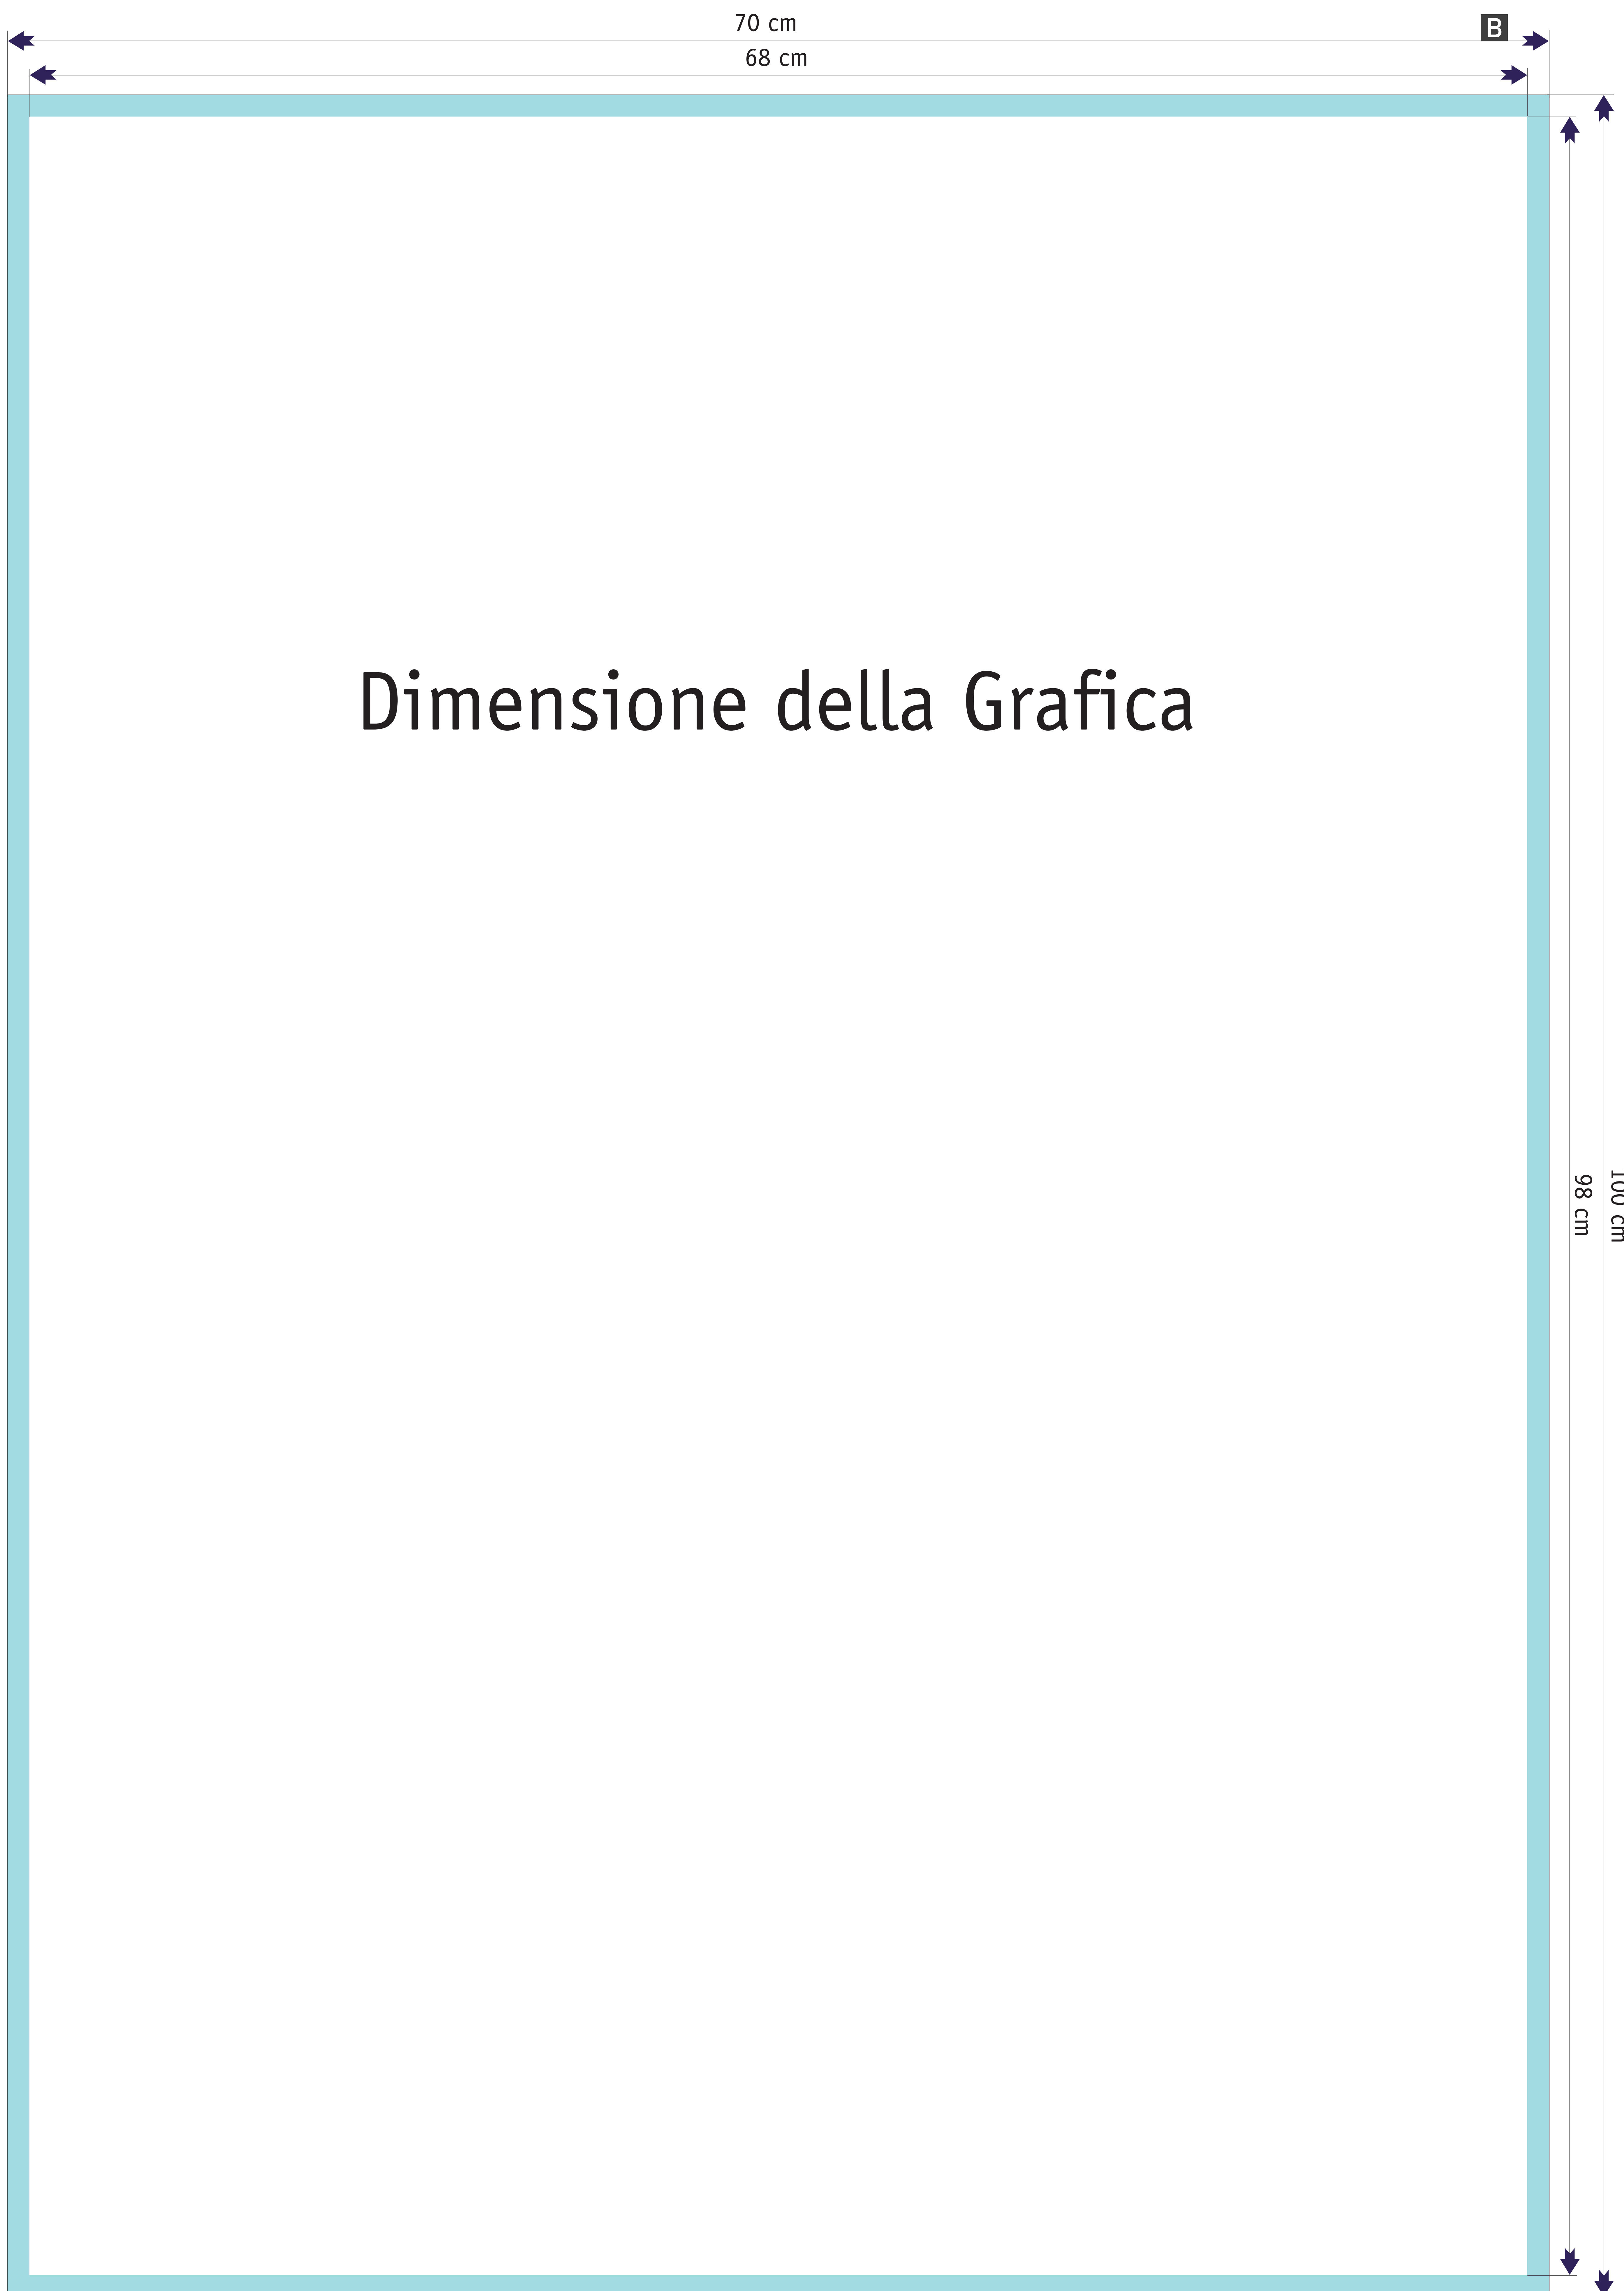 70 cm
B
68 cm
Dimensione della Grafica
98 cm
100 cm